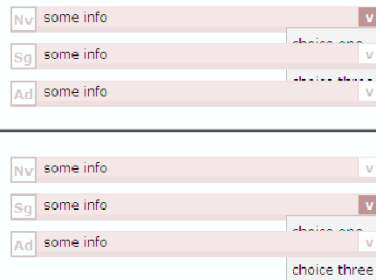 Nv some info v
choice one
Sg some info v
choice three
Ad some info v
Nv some info v
Sg some info v
choice one
Ad some info v
choice three